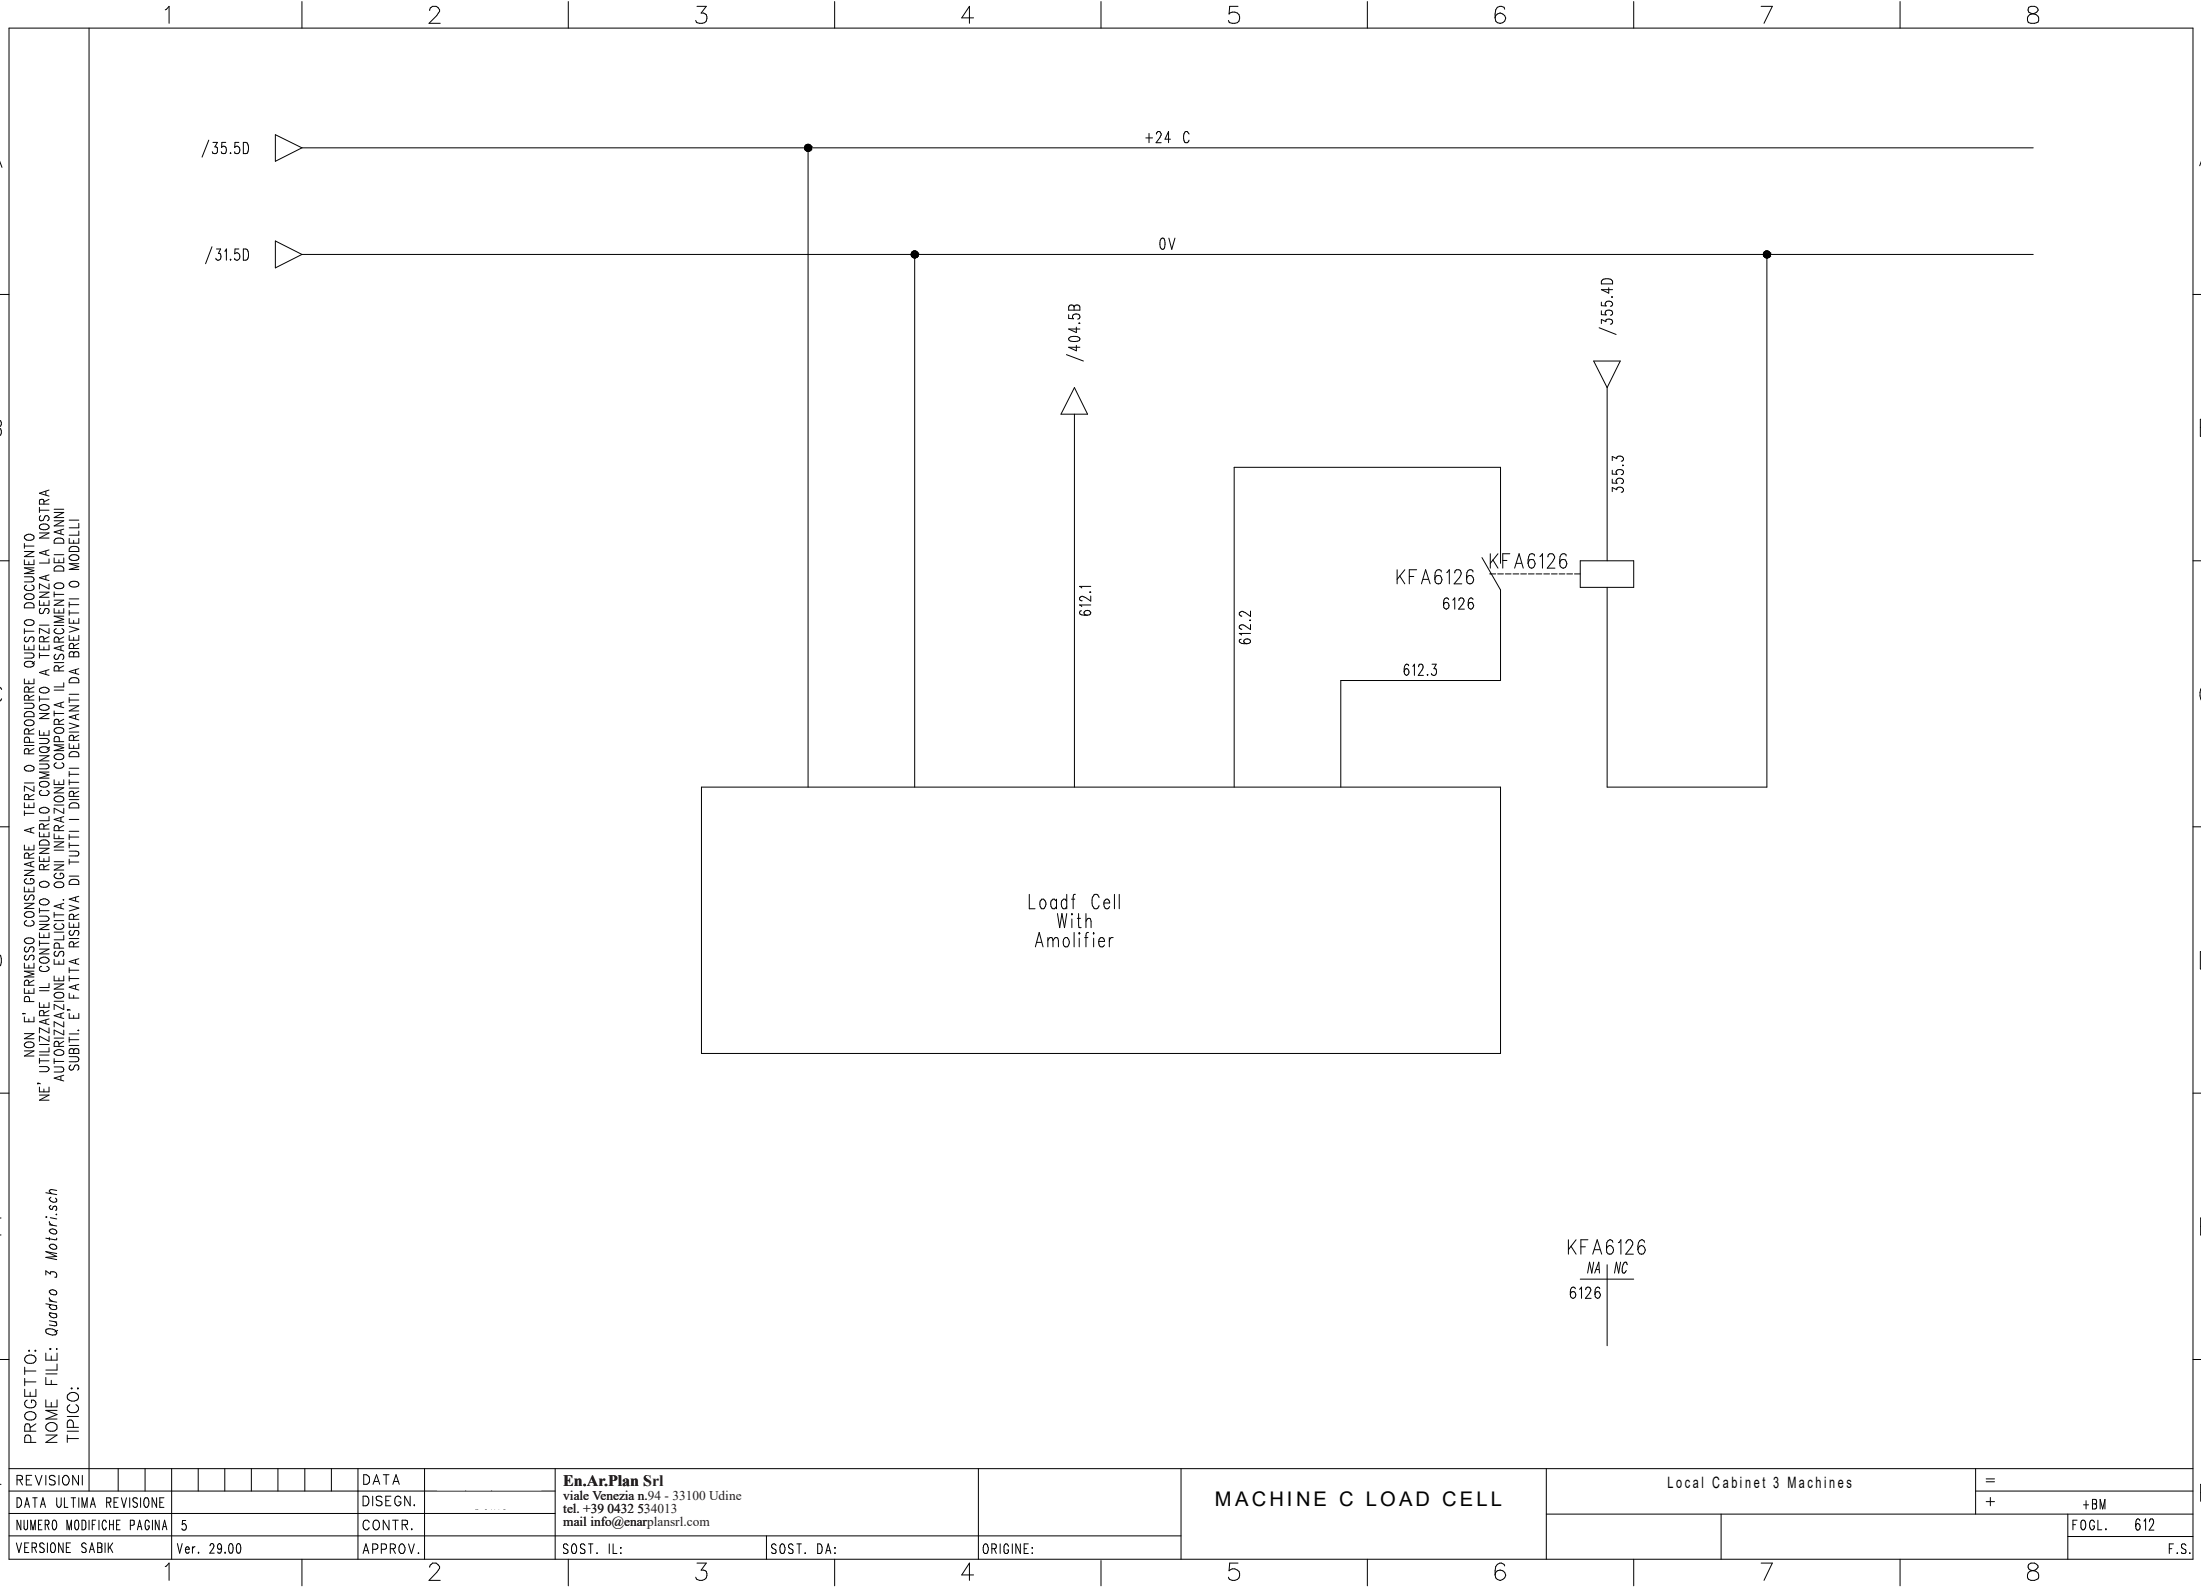 1 2 3 4 5 6 7 8
/35.5D
+24 C
/31.5D
0V
/404.5B
/355.4D
355.3
KFA6126
KFA6126
6126
612.1
612.2
612.3
Loadf Cell
With
Amolifier
KFA6126
NA NC
6126
NON E' PERMESSO CONSEGNARE A TERZI O RIPRODURRE QUESTO DOCUMENTO
NE' UTILIZZARE IL CONTENUTO O RENDERLO COMUNQUE NOTO A TERZI SENZA LA NOSTRA
AUTORIZZAZIONE ESPLICITA. OGNI INFRAZIONE COMPORTA IL RISARCIMENTO DEI DANNI
SUBITI. E' FATTA RISERVA DI TUTTI I DIRITTI DERIVANTI DA BREVETTI O MODELLI
PROGETTO:
NOME FILE: Quadro 3 Motori.sch
TIPICO:
REVISIONI
DATA ULTIMA REVISIONE
NUMERO MODIFICHE PAGINA 5
VERSIONE SABIK Ver. 29.00
DATA
DISEGN.
CONTR.
APPROV.
En.Ar.Plan Srl
viale Venezia n.94 - 33100 Udine
tel. +39 0432 534013
mail info@enarplansrl.com
SOST. IL:
SOST. DA:
ORIGINE:
MACHINE C LOAD CELL
Local Cabinet 3 Machines
=
+ +BM
FOGL. 612
F.S.
1 2 3 4 5 6 7 8